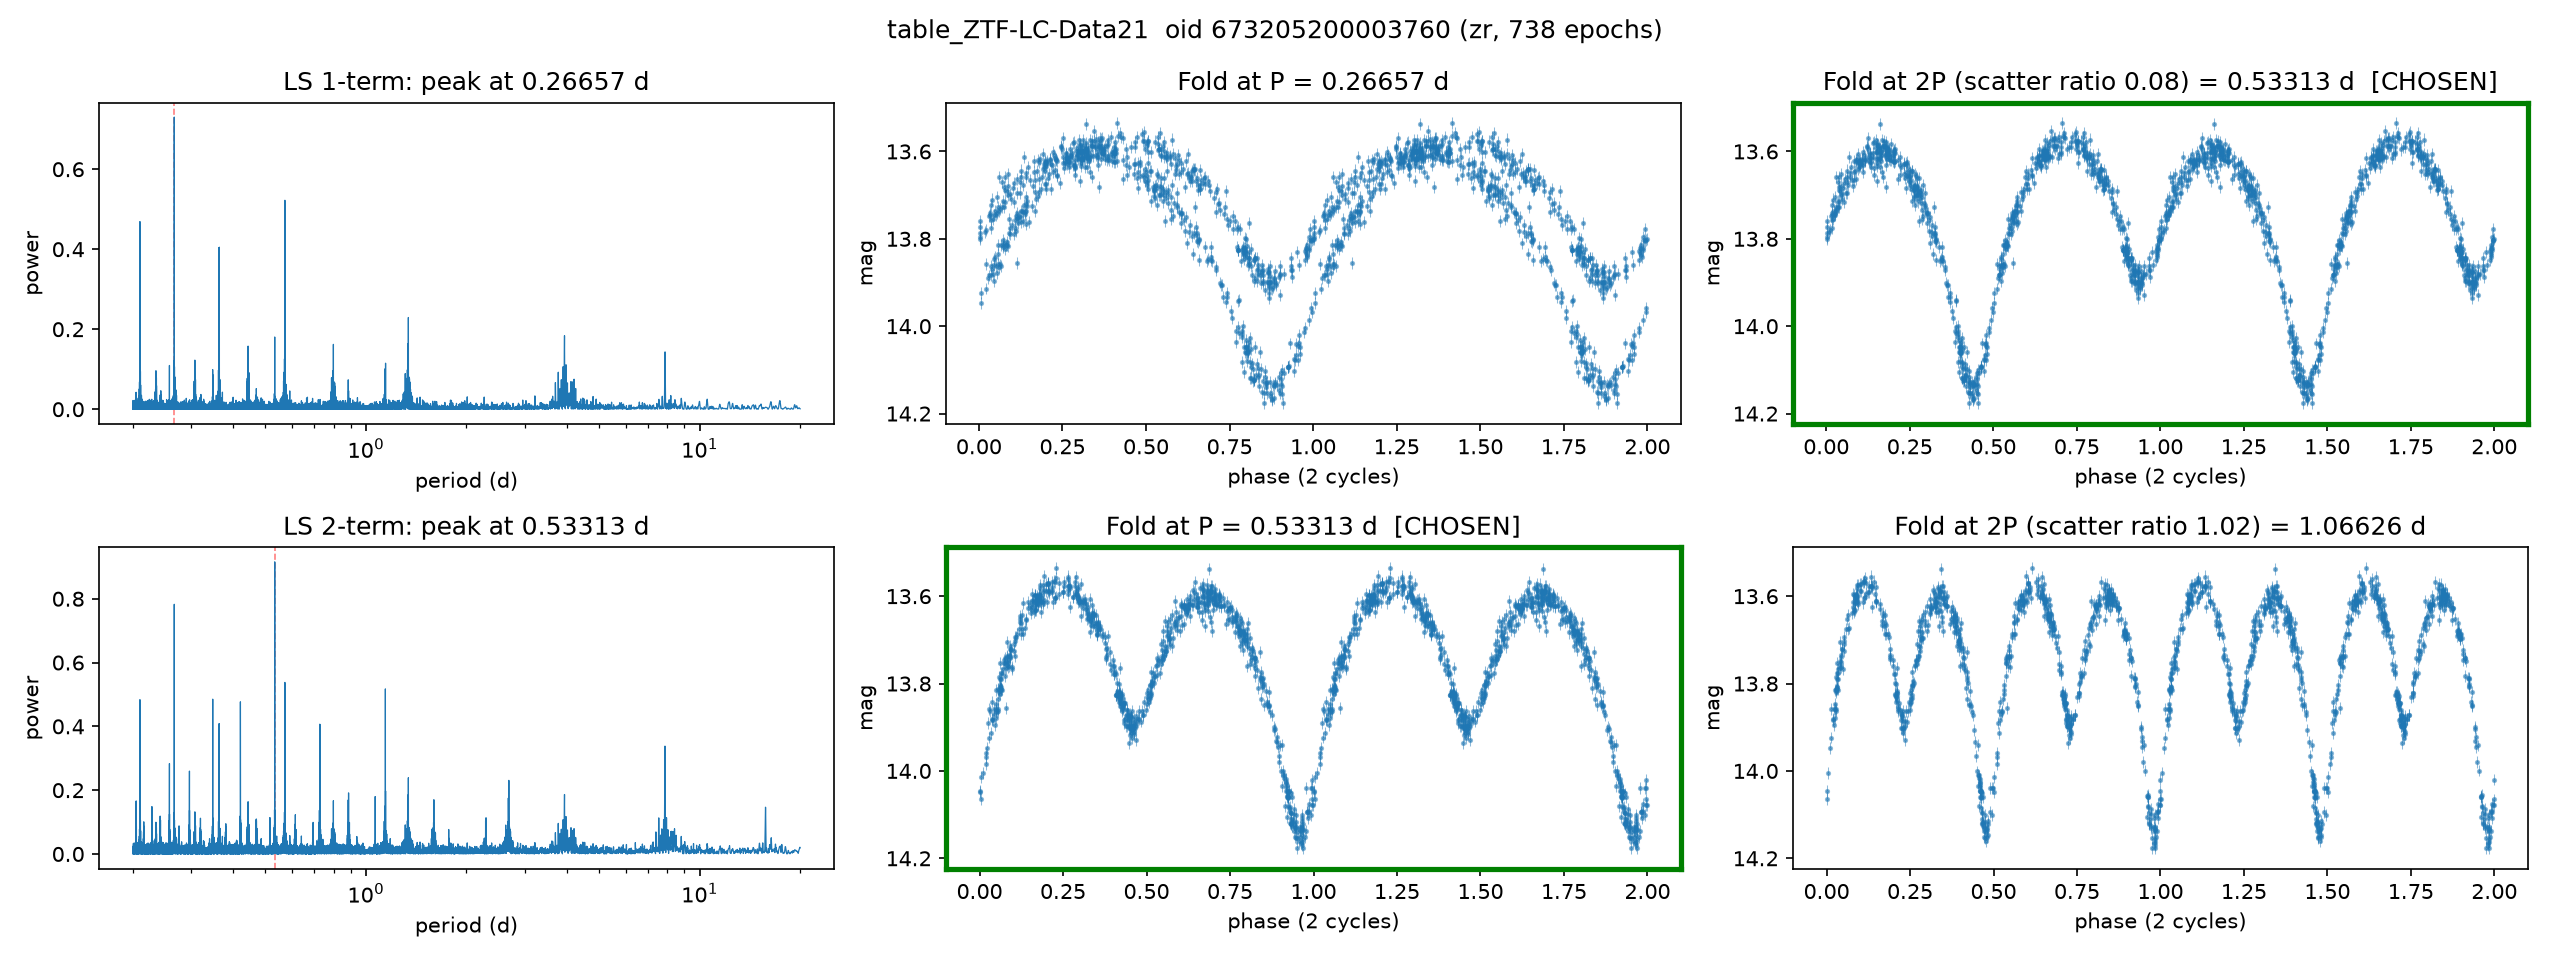 table_ZTF-LC-Data21  oid 673205200003760 (zr, 738 epochs)
LS 1-term: peak at 0.26657 d
power
0.6
0.4
0.2
0.0
10⁰
10¹
period (d)
Fold at P = 0.26657 d
mag
13.6
13.8
14.0
14.2
0.00 0.25 0.50 0.75 1.00 1.25 1.50 1.75 2.00
phase (2 cycles)
Fold at 2P (scatter ratio 0.08) = 0.53313 d  [CHOSEN]
mag
13.6
13.8
14.0
14.2
0.00 0.25 0.50 0.75 1.00 1.25 1.50 1.75 2.00
phase (2 cycles)
LS 2-term: peak at 0.53313 d
power
0.8
0.6
0.4
0.2
0.0
10⁰
10¹
period (d)
Fold at P = 0.53313 d  [CHOSEN]
mag
13.6
13.8
14.0
14.2
0.00 0.25 0.50 0.75 1.00 1.25 1.50 1.75 2.00
phase (2 cycles)
Fold at 2P (scatter ratio 1.02) = 1.06626 d
mag
13.6
13.8
14.0
14.2
0.00 0.25 0.50 0.75 1.00 1.25 1.50 1.75 2.00
phase (2 cycles)